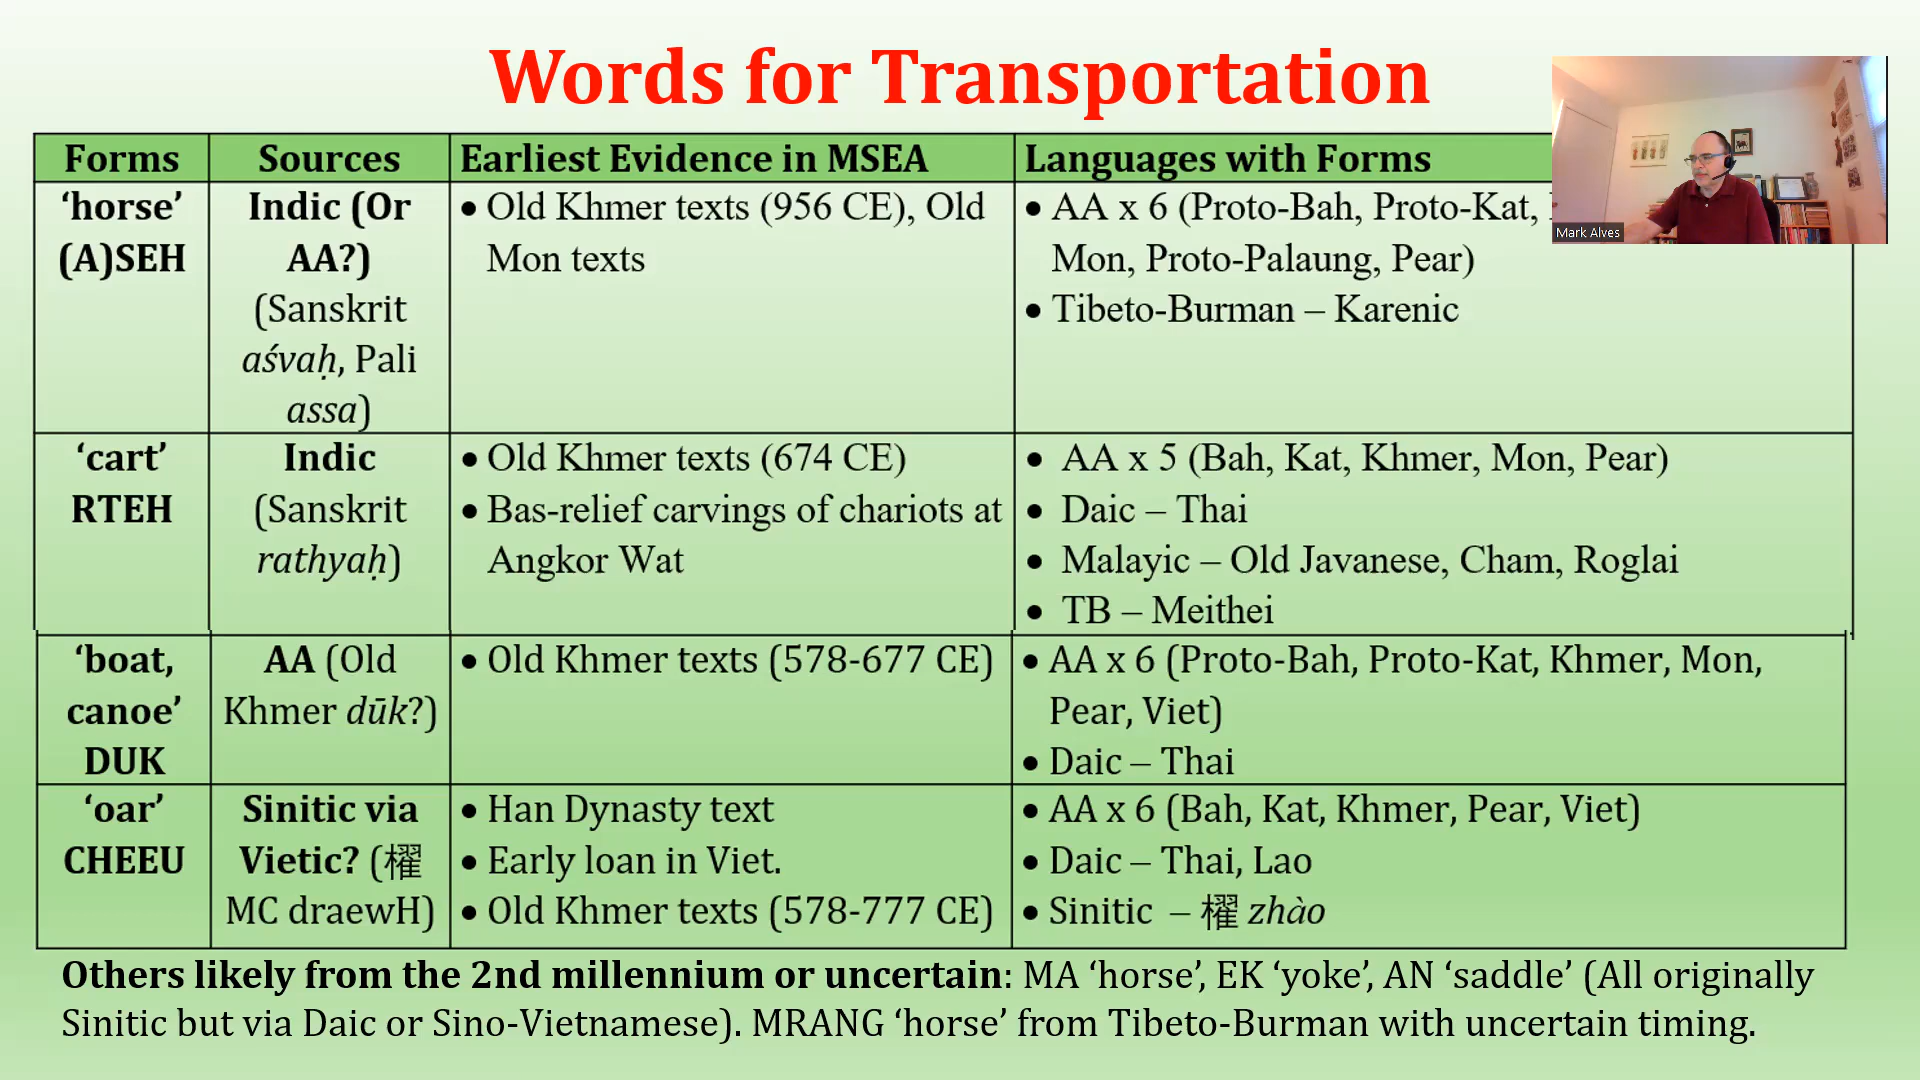 Words for Transportation
Forms
Sources
Earliest Evidence in MSEA
Languages with Forms
‘horse’
(A)SEH
Indic (Or
AA?)
(Sanskrit
aśvaḥ, Pali
assa)
• Old Khmer texts (956 CE), Old
Mon texts
• AA x 6 (Proto-Bah, Proto-Kat,
Mon, Proto-Palaung, Pear)
• Tibeto-Burman – Karenic
‘cart’
RTEH
Indic
(Sanskrit
rathyaḥ)
• Old Khmer texts (674 CE)
• Bas-relief carvings of chariots at
Angkor Wat
• AA x 5 (Bah, Kat, Khmer, Mon, Pear)
• Daic – Thai
• Malayic – Old Javanese, Cham, Roglai
• TB – Meithei
‘boat,
canoe’
DUK
AA (Old
Khmer dūk?)
• Old Khmer texts (578-677 CE)
• AA x 6 (Proto-Bah, Proto-Kat, Khmer, Mon,
Pear, Viet)
• Daic – Thai
‘oar’
CHEEU
Sinitic via
Vietic? (櫂
MC draewH)
• Han Dynasty text
• Early loan in Viet.
• Old Khmer texts (578-777 CE)
• AA x 6 (Bah, Kat, Khmer, Pear, Viet)
• Daic – Thai, Lao
• Sinitic – 櫂 zhào
Others likely from the 2nd millennium or uncertain: MA ‘horse’, EK ‘yoke’, AN ‘saddle’ (All originally
Sinitic but via Daic or Sino-Vietnamese). MRANG ‘horse’ from Tibeto-Burman with uncertain timing.
Mark Alves